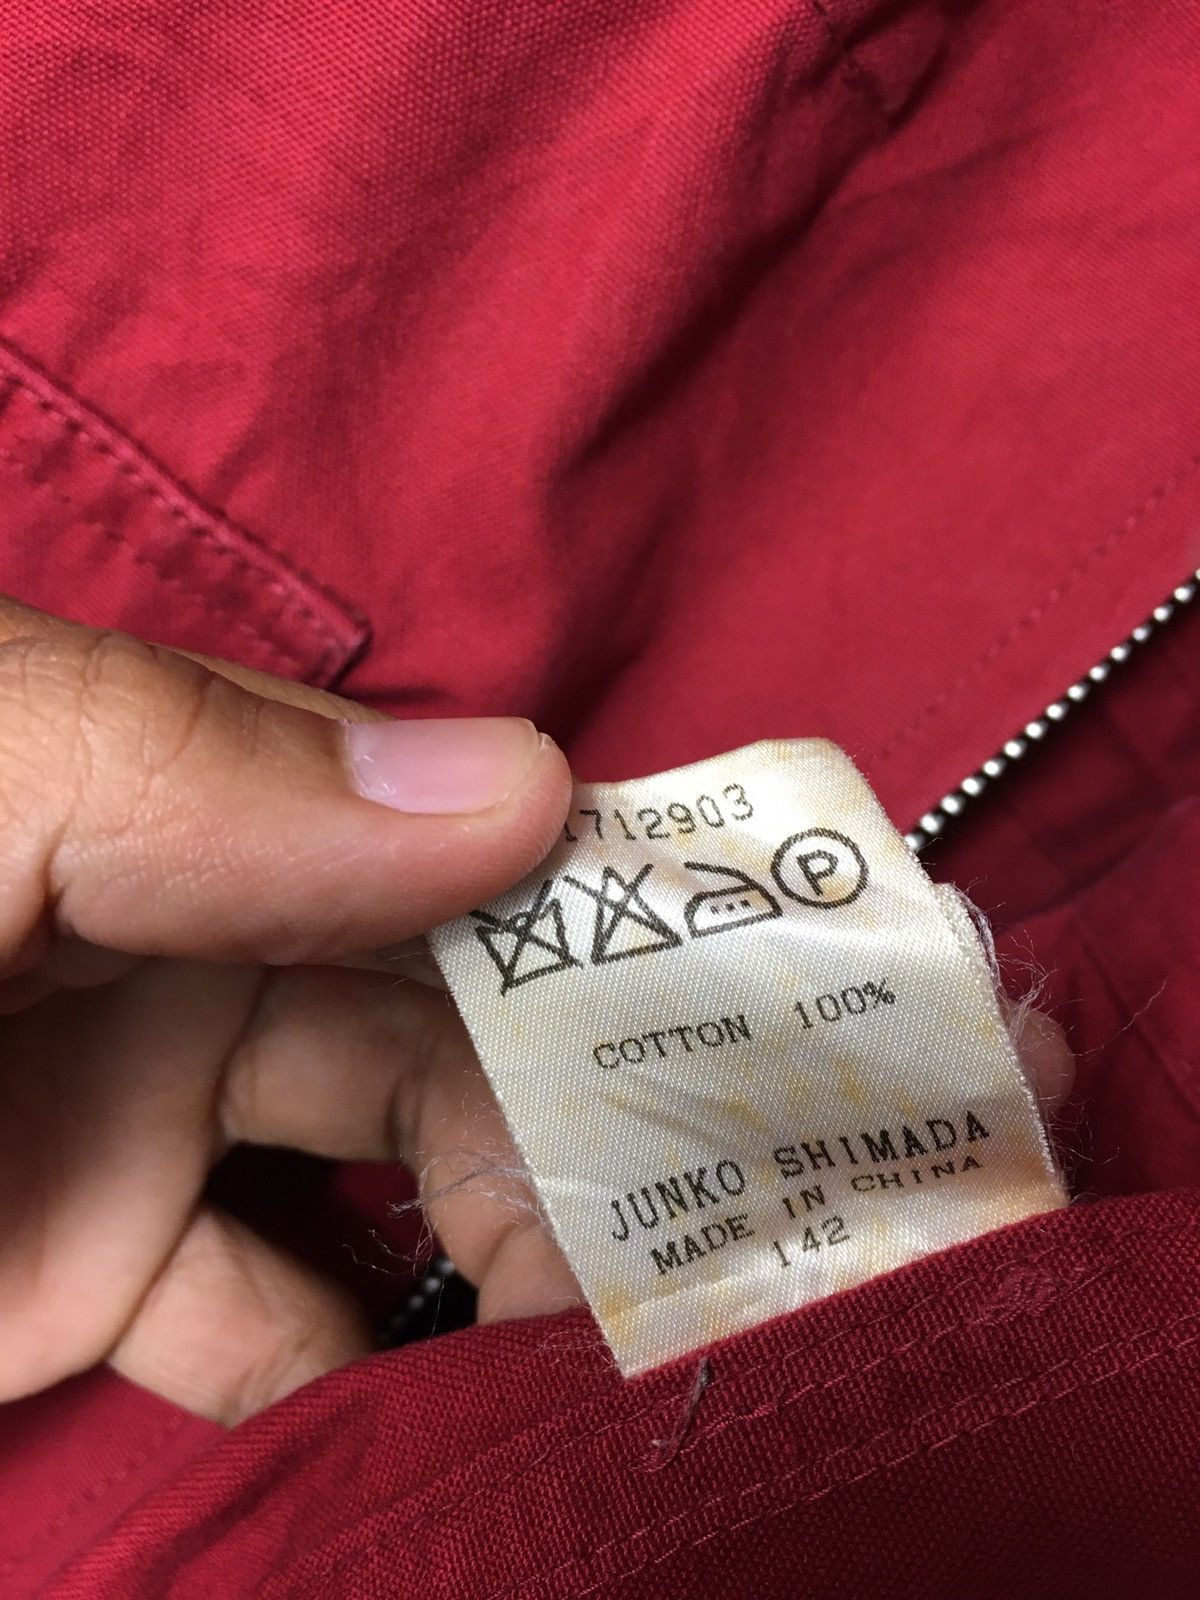 1712903
P
COTTON 100%
JUNKO SHIMADA
MADE IN CHINA
142